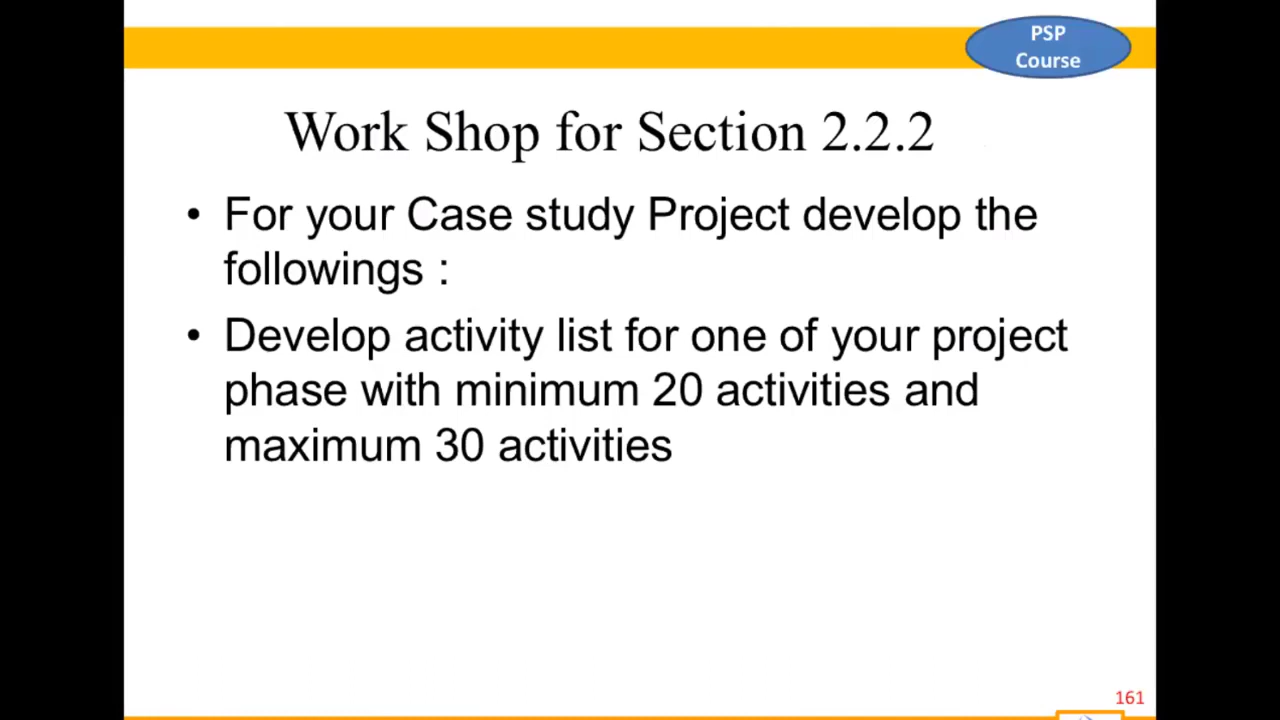 PSP
Course
Work Shop for Section 2.2.2
• For your Case study Project develop the
followings :
• Develop activity list for one of your project
phase with minimum 20 activities and
maximum 30 activities
161